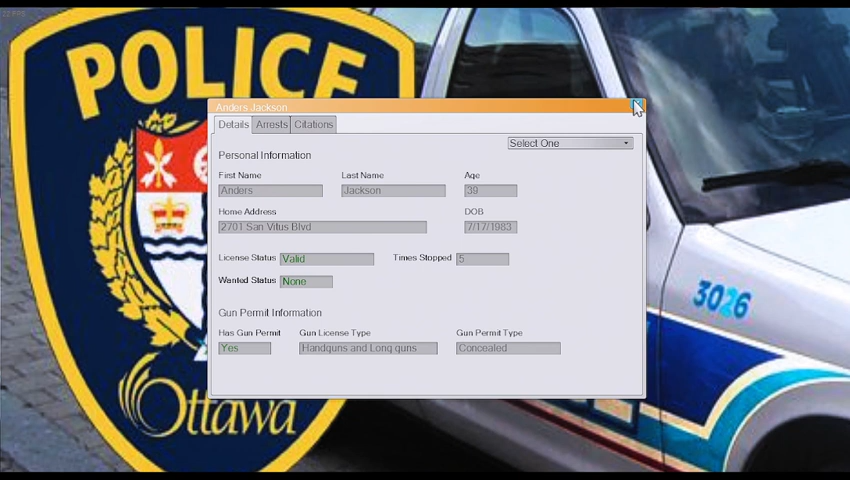 POLICE
Anders Jackson
Details Arrests Citations
Select One
Personal Information
First Name Last Name Age
Anders Jackson 39
Home Address DOB
2701 San Vitus Blvd 7/17/1983
License Status Valid Times Stopped 5
Wanted Status None
Gun Permit Information
Has Gun Permit Gun License Type Gun Permit Type
Yes Handguns and Long guns Concealed
3026
Ottawa